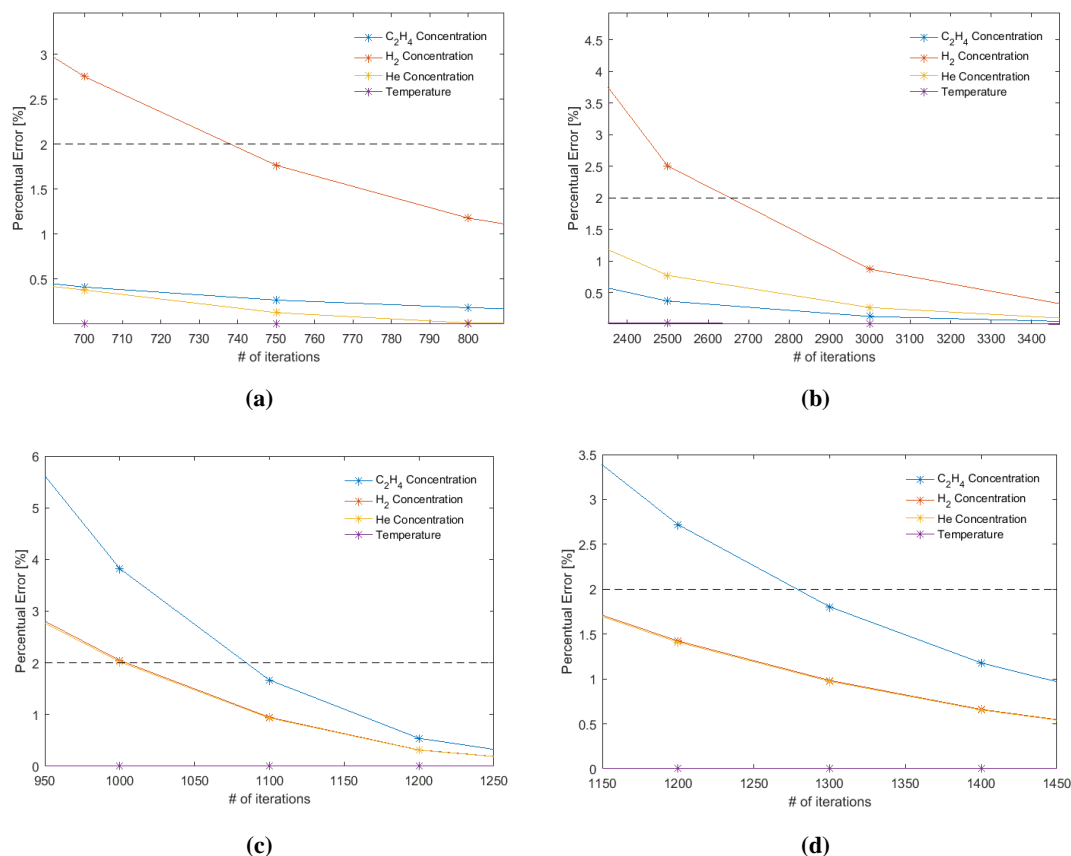 C2H4 Concentration
H2 Concentration
He Concentration
Temperature
Percentual Error [%]
3
2.5
2
1.5
1
0.5
700 710 720 730 740 750 760 770 780 790 800
# of iterations
(a)
C2H4 Concentration
H2 Concentration
He Concentration
Temperature
Percentual Error [%]
4.5
4
3.5
3
2.5
2
1.5
1
0.5
2400 2500 2600 2700 2800 2900 3000 3100 3200 3300 3400
# of iterations
(b)
C2H4 Concentration
H2 Concentration
He Concentration
Temperature
Percentual Error [%]
6
5
4
3
2
1
0
950 1000 1050 1100 1150 1200 1250
# of iterations
(c)
C2H4 Concentration
H2 Concentration
He Concentration
Temperature
Percentual Error [%]
3.5
3
2.5
2
1.5
1
0.5
0
1150 1200 1250 1300 1350 1400 1450
# of iterations
(d)